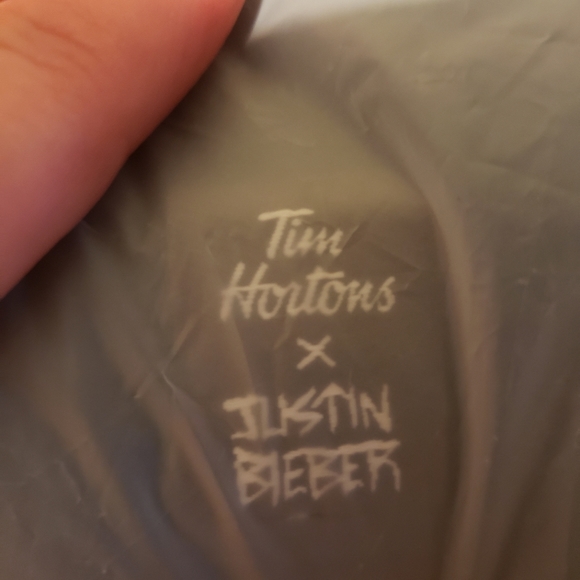 Tim
Hortons
x
JUSTIN
BIEBER